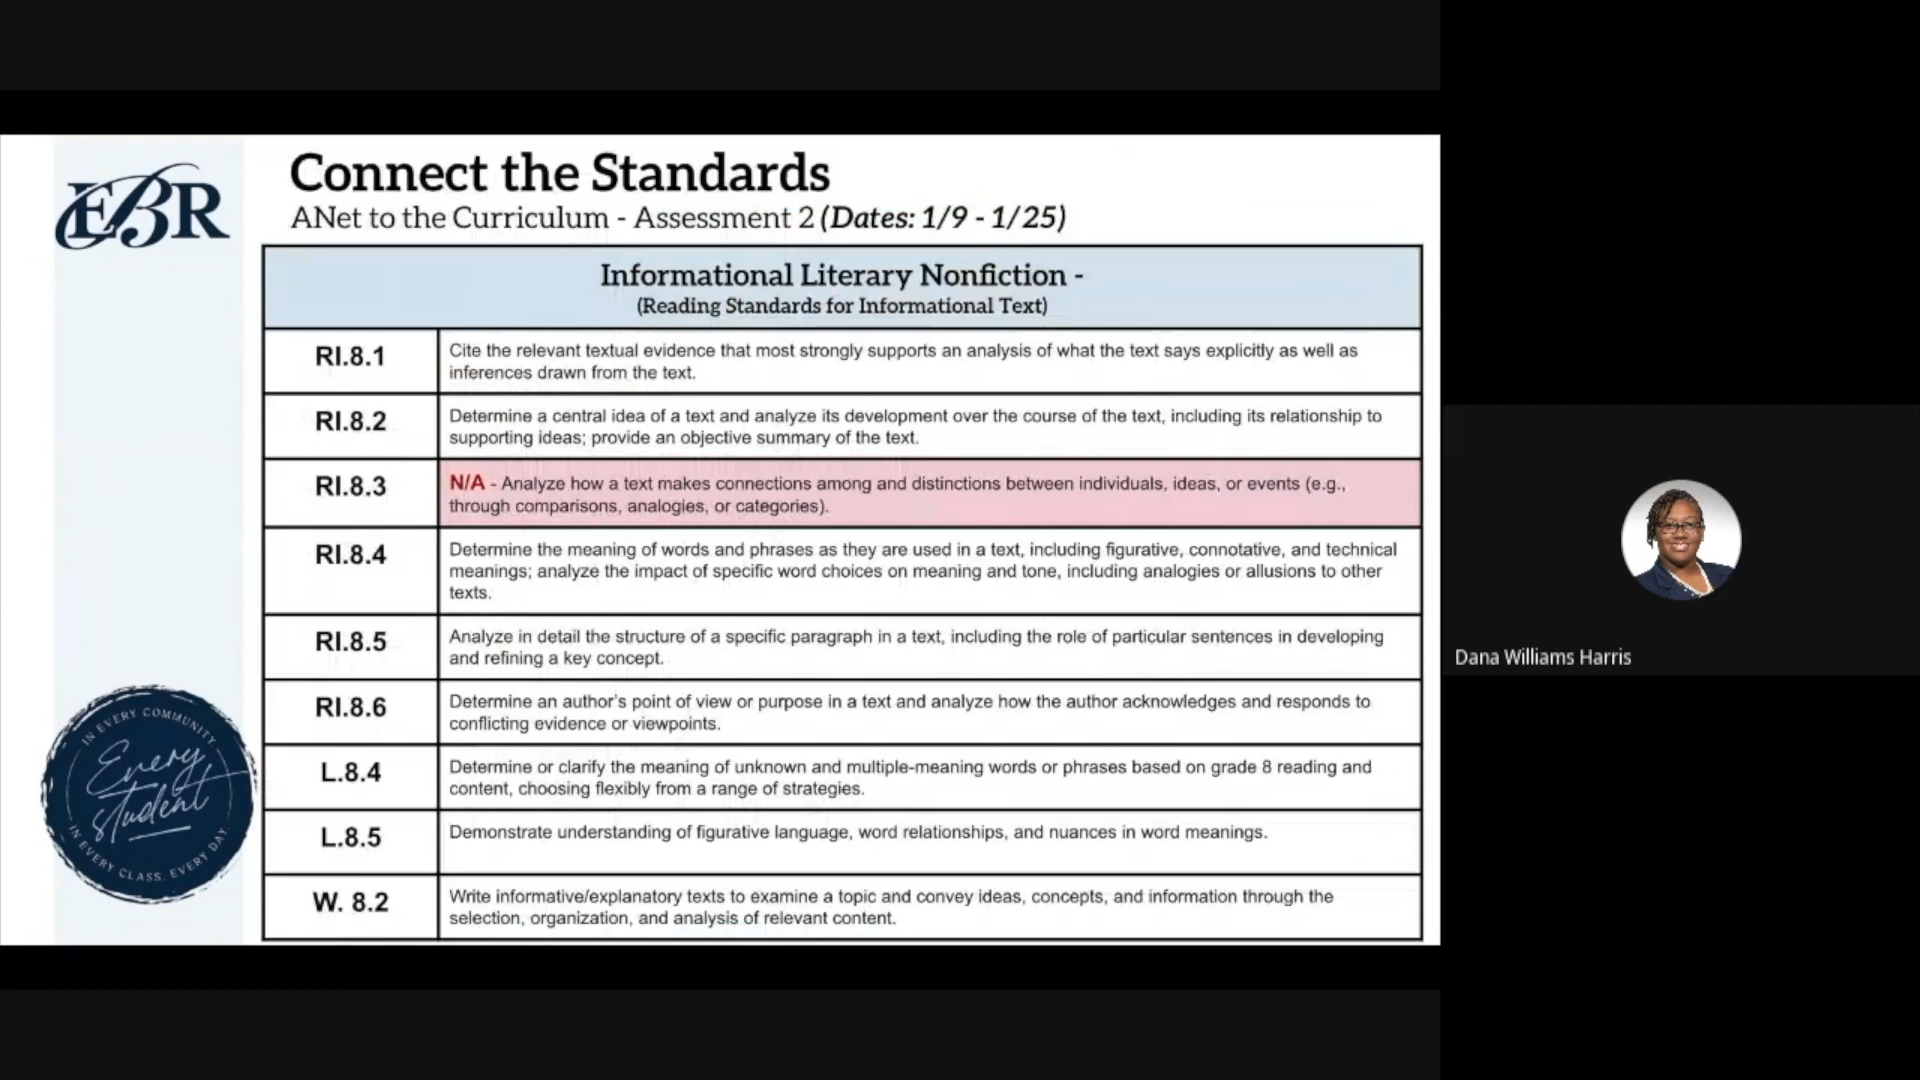 EBR
Connect the Standards
ANet to the Curriculum - Assessment 2 (Dates: 1/9 - 1/25)
Informational Literary Nonfiction -
(Reading Standards for Informational Text)
RI.8.1
Cite the relevant textual evidence that most strongly supports an analysis of what the text says explicitly as well as
inferences drawn from the text.
RI.8.2
Determine a central idea of a text and analyze its development over the course of the text, including its relationship to
supporting ideas; provide an objective summary of the text.
RI.8.3
N/A - Analyze how a text makes connections among and distinctions between individuals, ideas, or events (e.g.,
through comparisons, analogies, or categories).
RI.8.4
Determine the meaning of words and phrases as they are used in a text, including figurative, connotative, and technical
meanings; analyze the impact of specific word choices on meaning and tone, including analogies or allusions to other
texts.
RI.8.5
Analyze in detail the structure of a specific paragraph in a text, including the role of particular sentences in developing
and refining a key concept.
RI.8.6
Determine an author's point of view or purpose in a text and analyze how the author acknowledges and responds to
conflicting evidence or viewpoints.
L.8.4
Determine or clarify the meaning of unknown and multiple-meaning words or phrases based on grade 8 reading and
content, choosing flexibly from a range of strategies.
L.8.5
Demonstrate understanding of figurative language, word relationships, and nuances in word meanings.
W. 8.2
Write informative/explanatory texts to examine a topic and convey ideas, concepts, and information through the
selection, organization, and analysis of relevant content.
IN EVERY COMMUNITY
Every
student
IN EVERY CLASS. EVERY DAY.
Dana Williams Harris